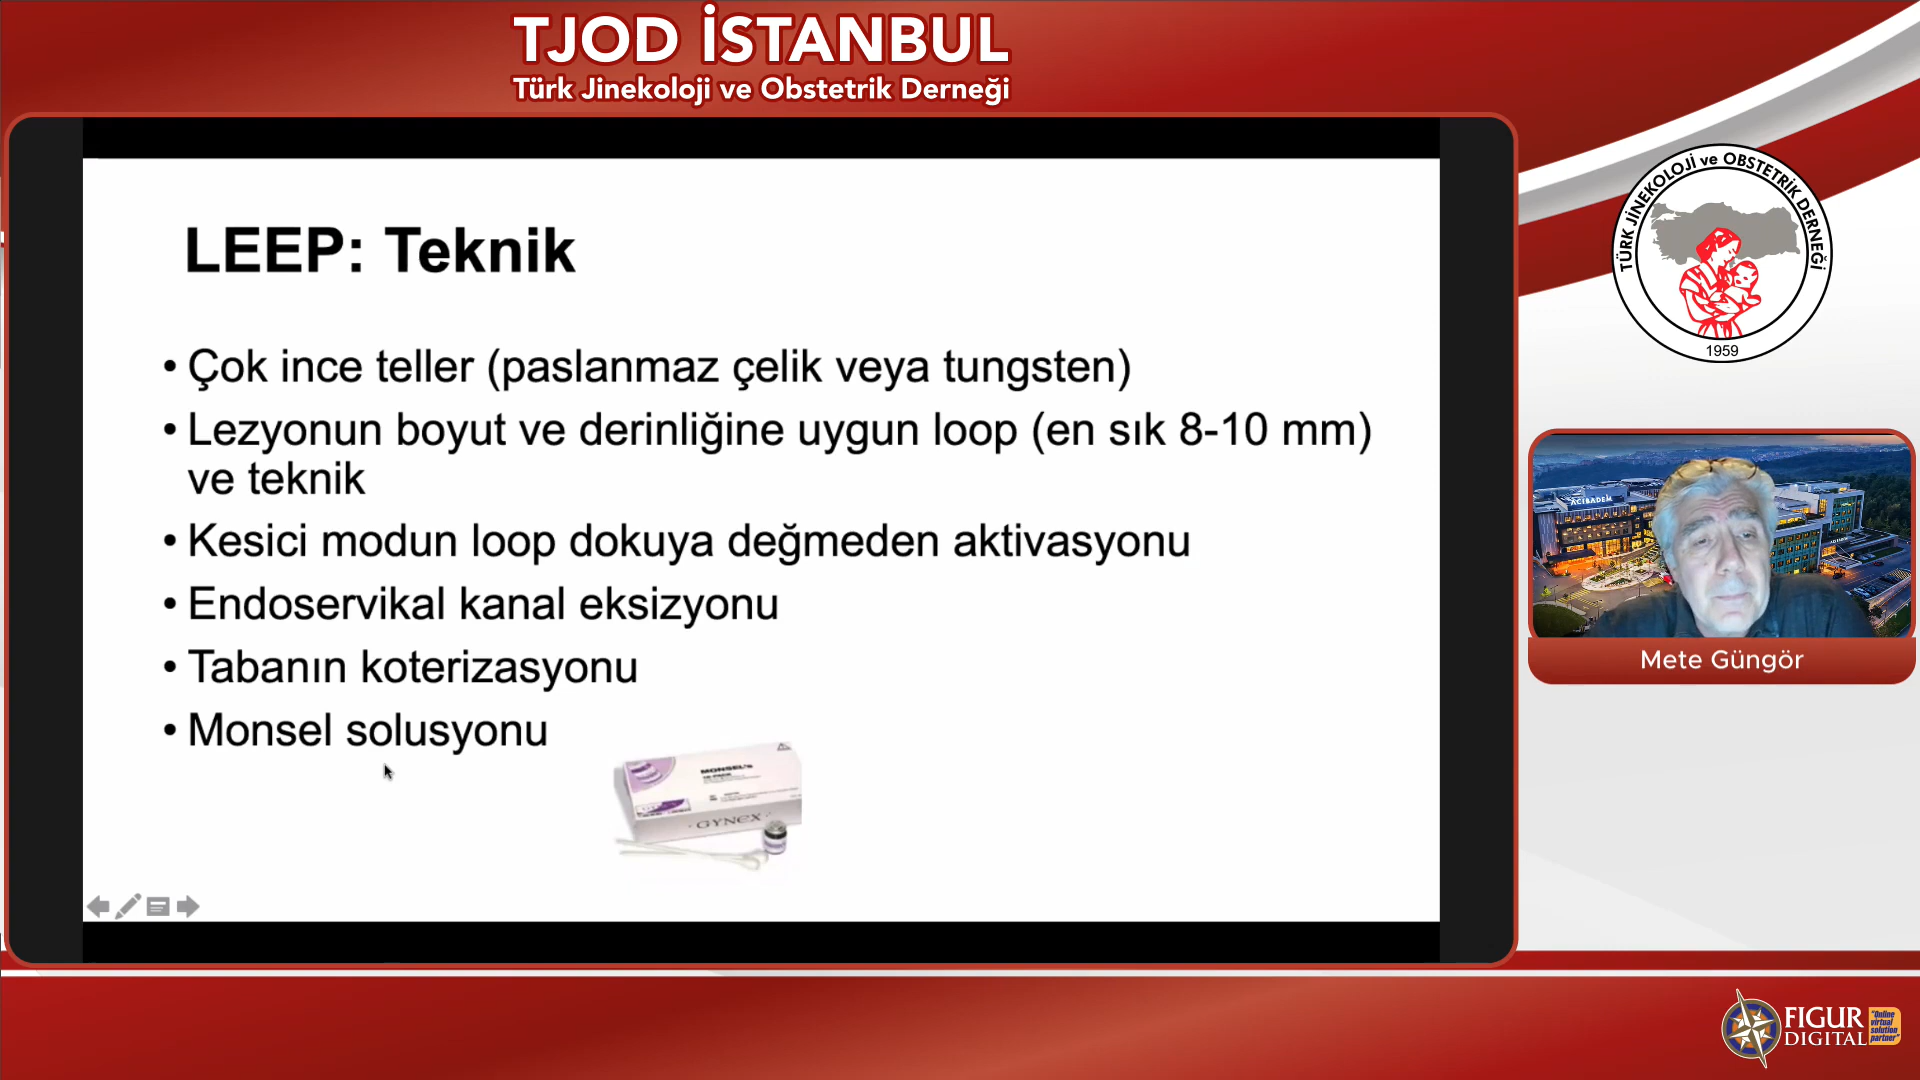 TJOD İSTANBUL
Türk Jinekoloji ve Obstetrik Derneği
LEEP: Teknik
• Çok ince teller (paslanmaz çelik veya tungsten)
• Lezyonun boyut ve derinliğine uygun loop (en sık 8-10 mm)
ve teknik
• Kesici modun loop dokuya değmeden aktivasyonu
• Endoservikal kanal eksizyonu
• Tabanın koterizasyonu
• Monsel solusyonu
MONSEL's
GYNEX
TÜRK JİNEKOLOJİ ve OBSTETRİK DERNEĞİ
1959
ACIBADEM
Mete Güngör
FIGUR
DIGITAL
"Online
virtual
solution
partner"